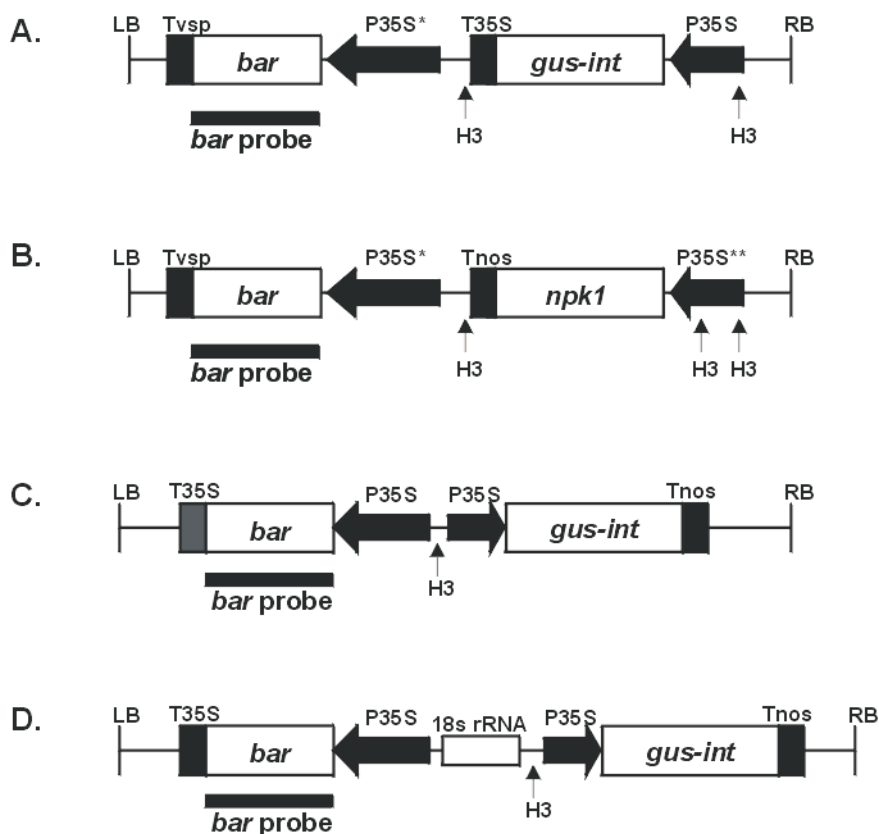 A.
LB Tvsp P35S* T35S P35S RB
bar gus-int
bar probe
H3 H3
B.
LB Tvsp P35S* Tnos P35S** RB
bar npk1
bar probe
H3 H3 H3
C.
LB T35S P35S P35S Tnos RB
bar gus-int
bar probe
H3
D.
LB T35S P35S 18s rRNA P35S Tnos RB
bar gus-int
bar probe
H3